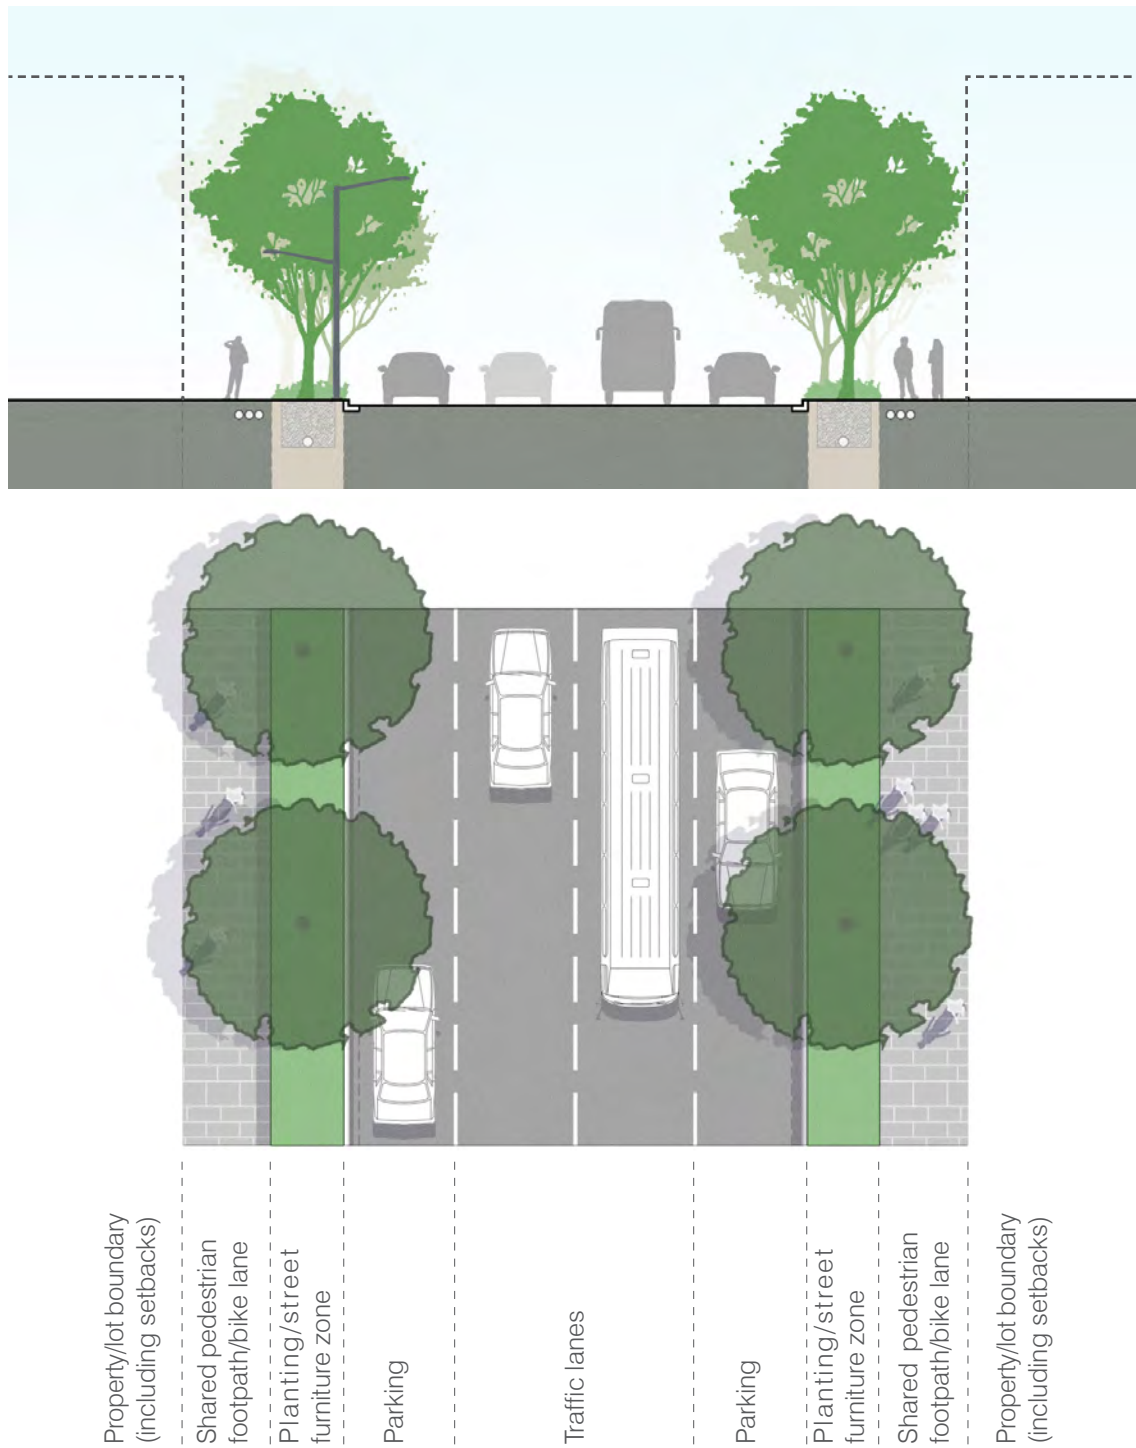 Property/lot boundary
(including setbacks)
Shared pedestrian
footpath/bike lane
Planting/street
furniture zone
Parking
Traffic lanes
Parking
Planting/street
furniture zone
Shared pedestrian
footpath/bike lane
Property/lot boundary
(including setbacks)